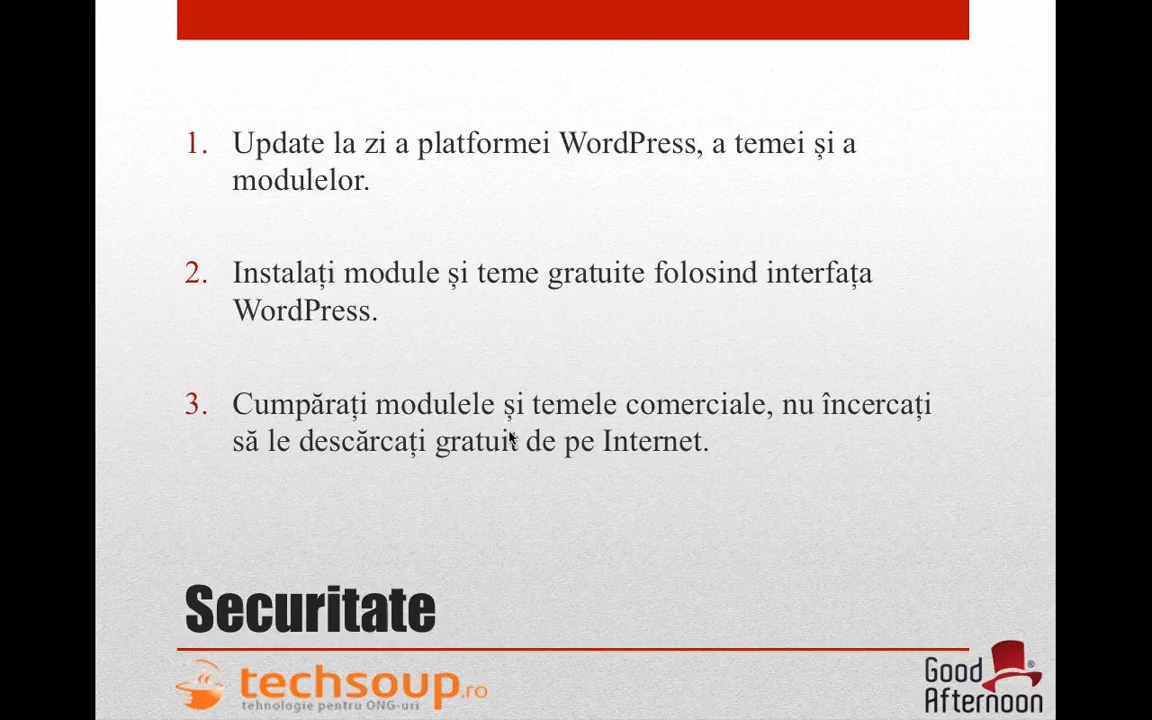 1. Update la zi a platformei WordPress, a temei și a
modulelor.
2. Instalați module și teme gratuite folosind interfața
WordPress.
3. Cumpărați modulele și temele comerciale, nu încercați
să le descărcați gratuit de pe Internet.
Securitate
techsoup.ro
tehnologie pentru ONG-uri
Good
Afternoon
®